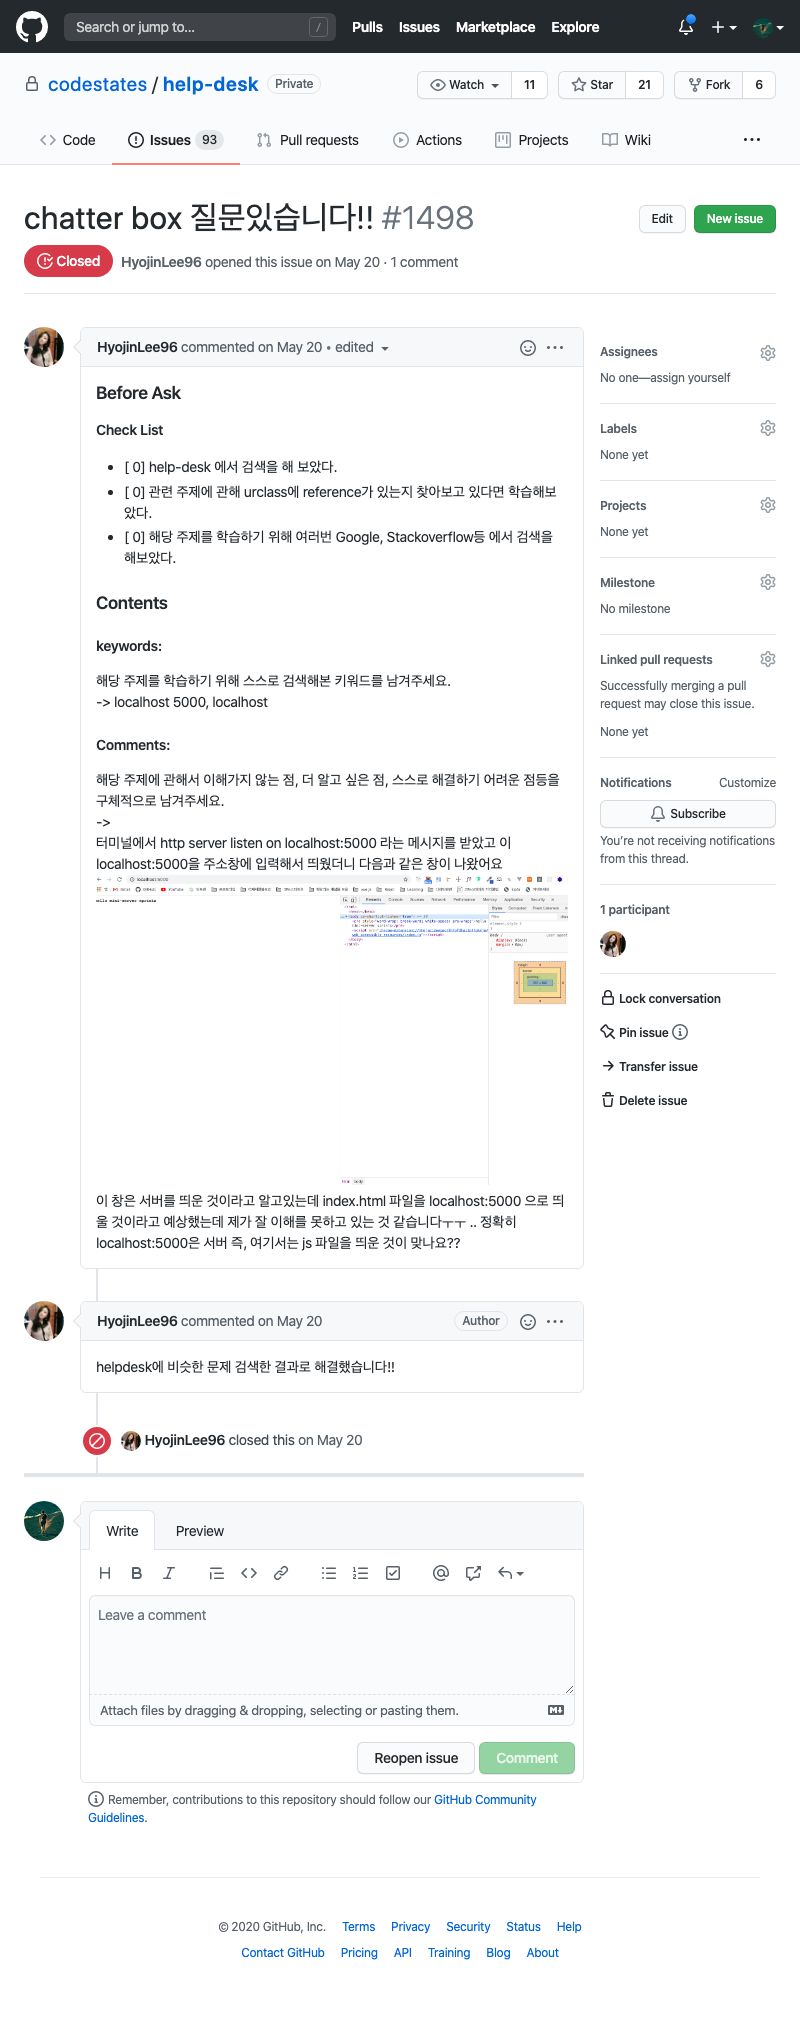 Search or jump to... / Pulls Issues Marketplace Explore
codestates / help-desk Private Watch 11 Star 21 Fork 6
Code Issues 93 Pull requests Actions Projects Wiki
chatter box 질문있습니다!! #1498 Edit New issue
Closed HyojinLee96 opened this issue on May 20 · 1 comment
HyojinLee96 commented on May 20 • edited
Before Ask
Check List
• [ 0] help-desk 에서 검색을 해 보았다.
• [ 0] 관련 주제에 관해 urclass에 reference가 있는지 찾아보고 있다면 학습해보
았다.
• [ 0] 해당 주제를 학습하기 위해 여러번 Google, Stackoverflow등 에서 검색을
해보았다.
Contents
keywords:
해당 주제를 학습하기 위해 스스로 검색해본 키워드를 남겨주세요.
-> localhost 5000, localhost
Comments:
해당 주제에 관해서 이해가지 않는 점, 더 알고 싶은 점, 스스로 해결하기 어려운 점등을
구체적으로 남겨주세요.
->
터미널에서 http server listen on localhost:5000 라는 메시지를 받았고 이
localhost:5000을 주소창에 입력해서 띄웠더니 다음과 같은 창이 나왔어요
localhost:5000
hello mini-server sprints
이 창은 서버를 띄운 것이라고 알고있는데 index.html 파일을 localhost:5000 으로 띄
울 것이라고 예상했는데 제가 잘 이해를 못하고 있는 것 같습니다ㅜㅜ .. 정확히
localhost:5000은 서버 즉, 여기서는 js 파일을 띄운 것이 맞나요??
HyojinLee96 commented on May 20 Author
helpdesk에 비슷한 문제 검색한 결과로 해결했습니다!!
HyojinLee96 closed this on May 20
Write Preview
H B I
Leave a comment
Attach files by dragging & dropping, selecting or pasting them.
Reopen issue Comment
Remember, contributions to this repository should follow our GitHub Community
Guidelines.
Assignees
No one—assign yourself
Labels
None yet
Projects
None yet
Milestone
No milestone
Linked pull requests
Successfully merging a pull
request may close this issue.
None yet
Notifications Customize
Subscribe
You're not receiving notifications
from this thread.
1 participant
Lock conversation
Pin issue
Transfer issue
Delete issue
© 2020 GitHub, Inc. Terms Privacy Security Status Help
Contact GitHub Pricing API Training Blog About